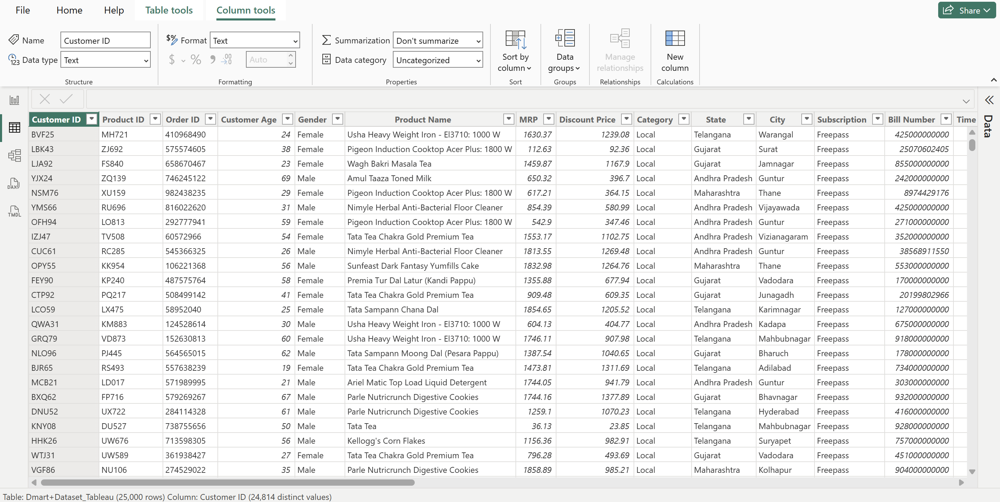 File Home Help Table tools Column tools Share
Name Customer ID $% Format Text Summarization Don't summarize
123 Data type Text $ % , .00 .0 Auto Data category Uncategorized
Sort by column Data groups Manage relationships New column
Structure Formatting Properties Sort Groups Relationships Calculations
Data
DAX
TMDL
Customer ID Product ID Order ID Customer Age Gender Product Name MRP Discount Price Category State City Subscription Bill Number Time
BVF25 MH721 410968490 24 Female Usha Heavy Weight Iron - El3710: 1000 W 1630.37 1239.08 Local Telangana Warangal Freepass 425000000000
LBK43 ZJ692 575574605 38 Female Pigeon Induction Cooktop Acer Plus: 1800 W 112.63 92.36 Local Gujarat Surat Freepass 25070602405
LJA92 FS840 658670467 23 Female Wagh Bakri Masala Tea 1459.87 1167.9 Local Gujarat Jamnagar Freepass 855000000000
YJX24 ZQ139 746245122 69 Male Amul Taaza Toned Milk 650.32 396.7 Local Andhra Pradesh Guntur Freepass 242000000000
NSM76 XU159 982438235 29 Female Pigeon Induction Cooktop Acer Plus: 1800 W 617.21 364.15 Local Maharashtra Thane Freepass 8974429176
YMS66 RU696 816022620 31 Male Nimyle Herbal Anti-Bacterial Floor Cleaner 854.39 580.99 Local Andhra Pradesh Vijayawada Freepass 425000000000
OFH94 LO813 292777941 59 Female Pigeon Induction Cooktop Acer Plus: 1800 W 542.9 347.46 Local Andhra Pradesh Guntur Freepass 271000000000
IZJ47 TV508 60572966 54 Female Tata Tea Chakra Gold Premium Tea 1553.17 1102.75 Local Andhra Pradesh Vizianagaram Freepass 352000000000
CUC61 RC285 545366325 26 Male Nimyle Herbal Anti-Bacterial Floor Cleaner 1813.55 1269.48 Local Andhra Pradesh Guntur Freepass 38568911550
OPY55 KK954 106221368 56 Male Sunfeast Dark Fantasy Yumfills Cake 1832.98 1264.76 Local Maharashtra Thane Freepass 553000000000
FEY90 KP240 487575764 58 Female Premia Tur Dal Latur (Kandi Pappu) 1355.88 677.94 Local Gujarat Vadodara Freepass 170000000000
CTP92 PQ217 508499142 41 Female Tata Tea Chakra Gold Premium Tea 909.48 609.35 Local Gujarat Junagadh Freepass 20199802966
LCO59 LX475 58952040 25 Female Tata Sampann Chana Dal 1854.65 1205.52 Local Telangana Karimnagar Freepass 127000000000
QWA31 KM883 124528614 30 Male Usha Heavy Weight Iron - El3710: 1000 W 604.13 404.77 Local Andhra Pradesh Kadapa Freepass 675000000000
GRQ79 VD873 152630813 60 Female Usha Heavy Weight Iron - El3710: 1000 W 1746.11 907.98 Local Telangana Mahbubnagar Freepass 918000000000
NLO96 PJ445 564565015 62 Male Tata Sampann Moong Dal (Pesara Pappu) 1387.54 1040.65 Local Gujarat Bharuch Freepass 178000000000
BJR65 RS493 557638239 19 Female Tata Tea Chakra Gold Premium Tea 1473.81 1311.69 Local Telangana Adilabad Freepass 734000000000
MCB21 LD017 571989995 21 Male Ariel Matic Top Load Liquid Detergent 1744.05 941.79 Local Andhra Pradesh Guntur Freepass 303000000000
BXQ62 FP716 579269267 67 Male Parle Nutricrunch Digestive Cookies 1744.16 1377.89 Local Gujarat Bhavnagar Freepass 932000000000
DNU52 UX722 284114328 61 Male Parle Nutricrunch Digestive Cookies 1259.1 1070.23 Local Telangana Hyderabad Freepass 416000000000
KNY08 DU527 738755656 50 Male Tata Tea 36.13 23.85 Local Telangana Mahbubnagar Freepass 928000000000
HHK26 UW676 713598305 56 Male Kellogg's Corn Flakes 1156.36 982.91 Local Telangana Suryapet Freepass 757000000000
WTJ31 UW589 361938427 27 Female Tata Tea Chakra Gold Premium Tea 796.28 493.69 Local Gujarat Vadodara Freepass 451000000000
VGF86 NU106 274529022 35 Male Parle Nutricrunch Digestive Cookies 1858.89 985.21 Local Maharashtra Kolhapur Freepass 904000000000
Table: Dmart+Dataset_Tableau (25,000 rows) Column: Customer ID (24,814 distinct values)